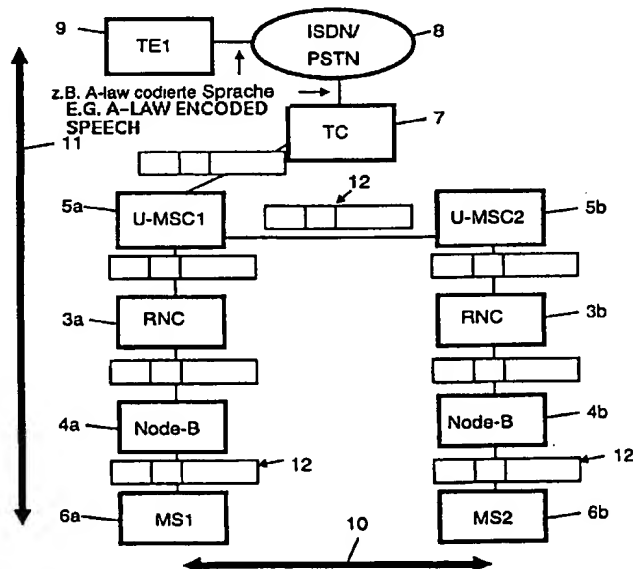 9
TE1
ISDN/
PSTN
8
z.B. A-law codierte Sprache
E.G. A-LAW ENCODED
SPEECH
11
TC
7
12
5a
U-MSC1
U-MSC2
5b
3a
RNC
RNC
3b
4a
Node-B
Node-B
4b
12
12
6a
MS1
MS2
6b
10